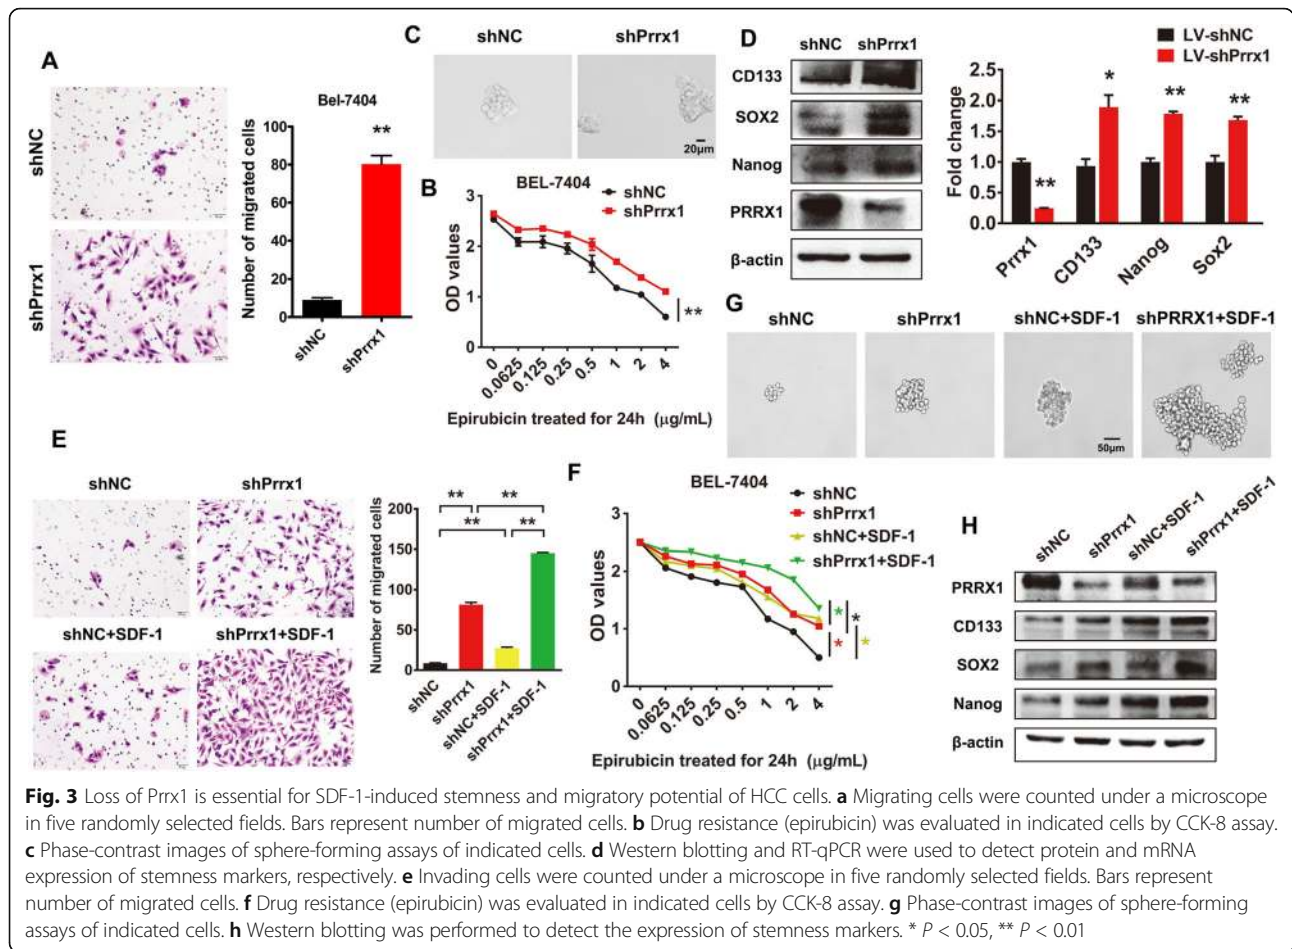 A
shNC
shPrrx1
Bel-7404
Number of migrated cells
100
80
60
40
20
0
**
shNC
shPrrx1
C
shNC
shPrrx1
20μm
B
BEL-7404
shNC
shPrrx1
OD values
3
2
1
0
**
0
0.0625
0.125
0.25
0.5
1
2
4
Epirubicin treated for 24h (μg/mL)
D
shNC
shPrrx1
CD133
SOX2
Nanog
PRRX1
β-actin
LV-shNC
LV-shPrrx1
Fold change
2.5
2.0
1.5
1.0
0.5
0.0
**
*
**
**
Prrx1
CD133
Nanog
Sox2
G
shNC
shPrrx1
shNC+SDF-1
shPRRX1+SDF-1
50μm
E
shNC
shPrrx1
shNC+SDF-1
shPrrx1+SDF-1
Number of migrated cells
200
150
100
50
0
** **
**
**
shNC
shPrrx1
shNC+SDF-1
shPrrx1+SDF-1
F
BEL-7404
shNC
shPrrx1
shNC+SDF-1
shPrrx1+SDF-1
OD values
3
2
1
0
*
*
*
*
0
0.0625
0.125
0.25
0.5
1
2
4
Epirubicin treated for 24h (μg/mL)
H
shNC
shPrrx1
shNC+SDF-1
shPrrx1+SDF-1
PRRX1
CD133
SOX2
Nanog
β-actin
Fig. 3 Loss of Prrx1 is essential for SDF-1-induced stemness and migratory potential of HCC cells. a Migrating cells were counted under a microscope
in five randomly selected fields. Bars represent number of migrated cells. b Drug resistance (epirubicin) was evaluated in indicated cells by CCK-8 assay.
c Phase-contrast images of sphere-forming assays of indicated cells. d Western blotting and RT-qPCR were used to detect protein and mRNA
expression of stemness markers, respectively. e Invading cells were counted under a microscope in five randomly selected fields. Bars represent
number of migrated cells. f Drug resistance (epirubicin) was evaluated in indicated cells by CCK-8 assay. g Phase-contrast images of sphere-forming
assays of indicated cells. h Western blotting was performed to detect the expression of stemness markers. * P < 0.05, ** P < 0.01